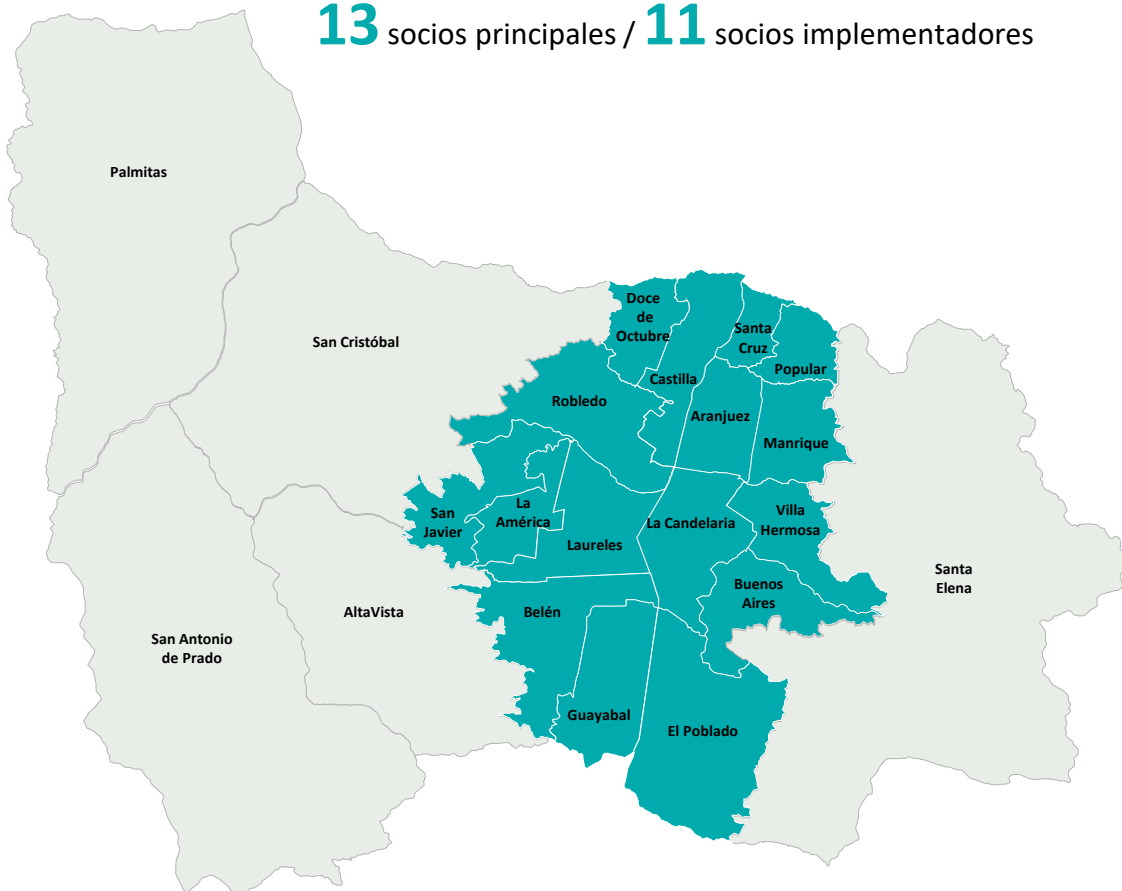 13 socios principales / 11 socios implementadores
Palmitas
San Cristóbal
Doce
de
Octubre
Santa
Cruz
Popular
Castilla
Robledo
Aranjuez
Manrique
San
Javier
La
América
Laureles
La Candelaria
Villa
Hermosa
Santa
Elena
Buenos
Aires
AltaVista
Belén
San Antonio
de Prado
Guayabal
El Poblado